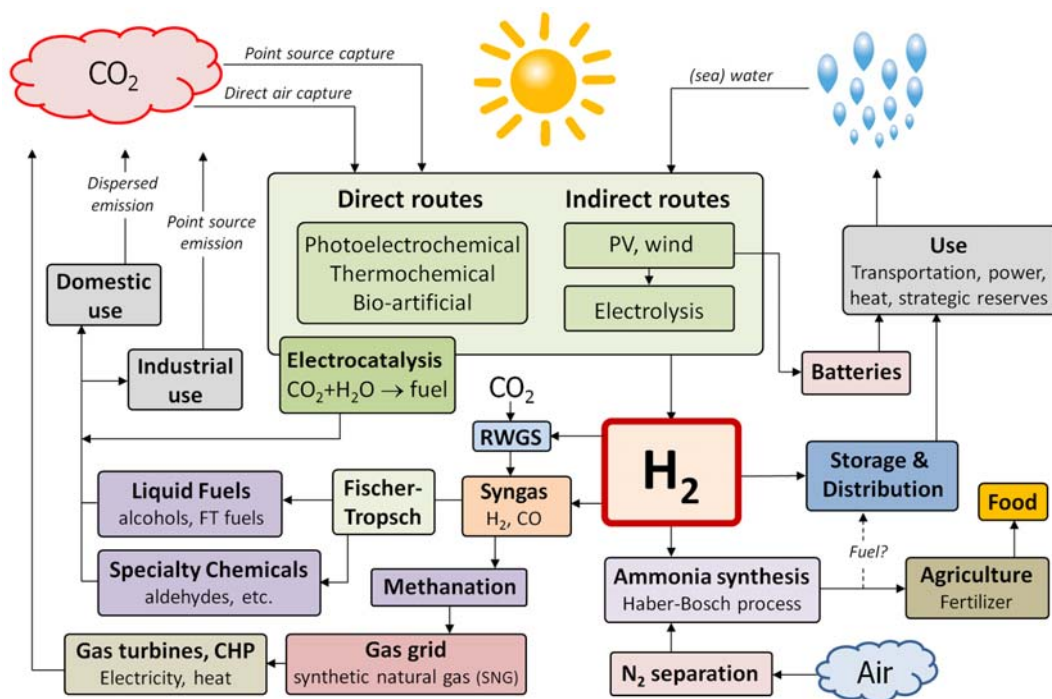 CO₂
Point source capture
Direct air capture
(sea) water
Dispersed
emission
Point source
emission
Direct routes
Photoelectrochemical
Thermochemical
Bio-artificial
Indirect routes
PV, wind
Electrolysis
Use
Transportation, power,
heat, strategic reserves
Domestic
use
Industrial
use
Electrocatalysis
CO₂+H₂O → fuel
Batteries
CO₂
RWGS
H₂
Storage &
Distribution
Liquid Fuels
alcohols, FT fuels
Fischer-
Tropsch
Syngas
H₂, CO
Food
Fuel?
Specialty Chemicals
aldehydes, etc.
Methanation
Ammonia synthesis
Haber-Bosch process
Agriculture
Fertilizer
Gas turbines, CHP
Electricity, heat
Gas grid
synthetic natural gas (SNG)
N₂ separation
Air